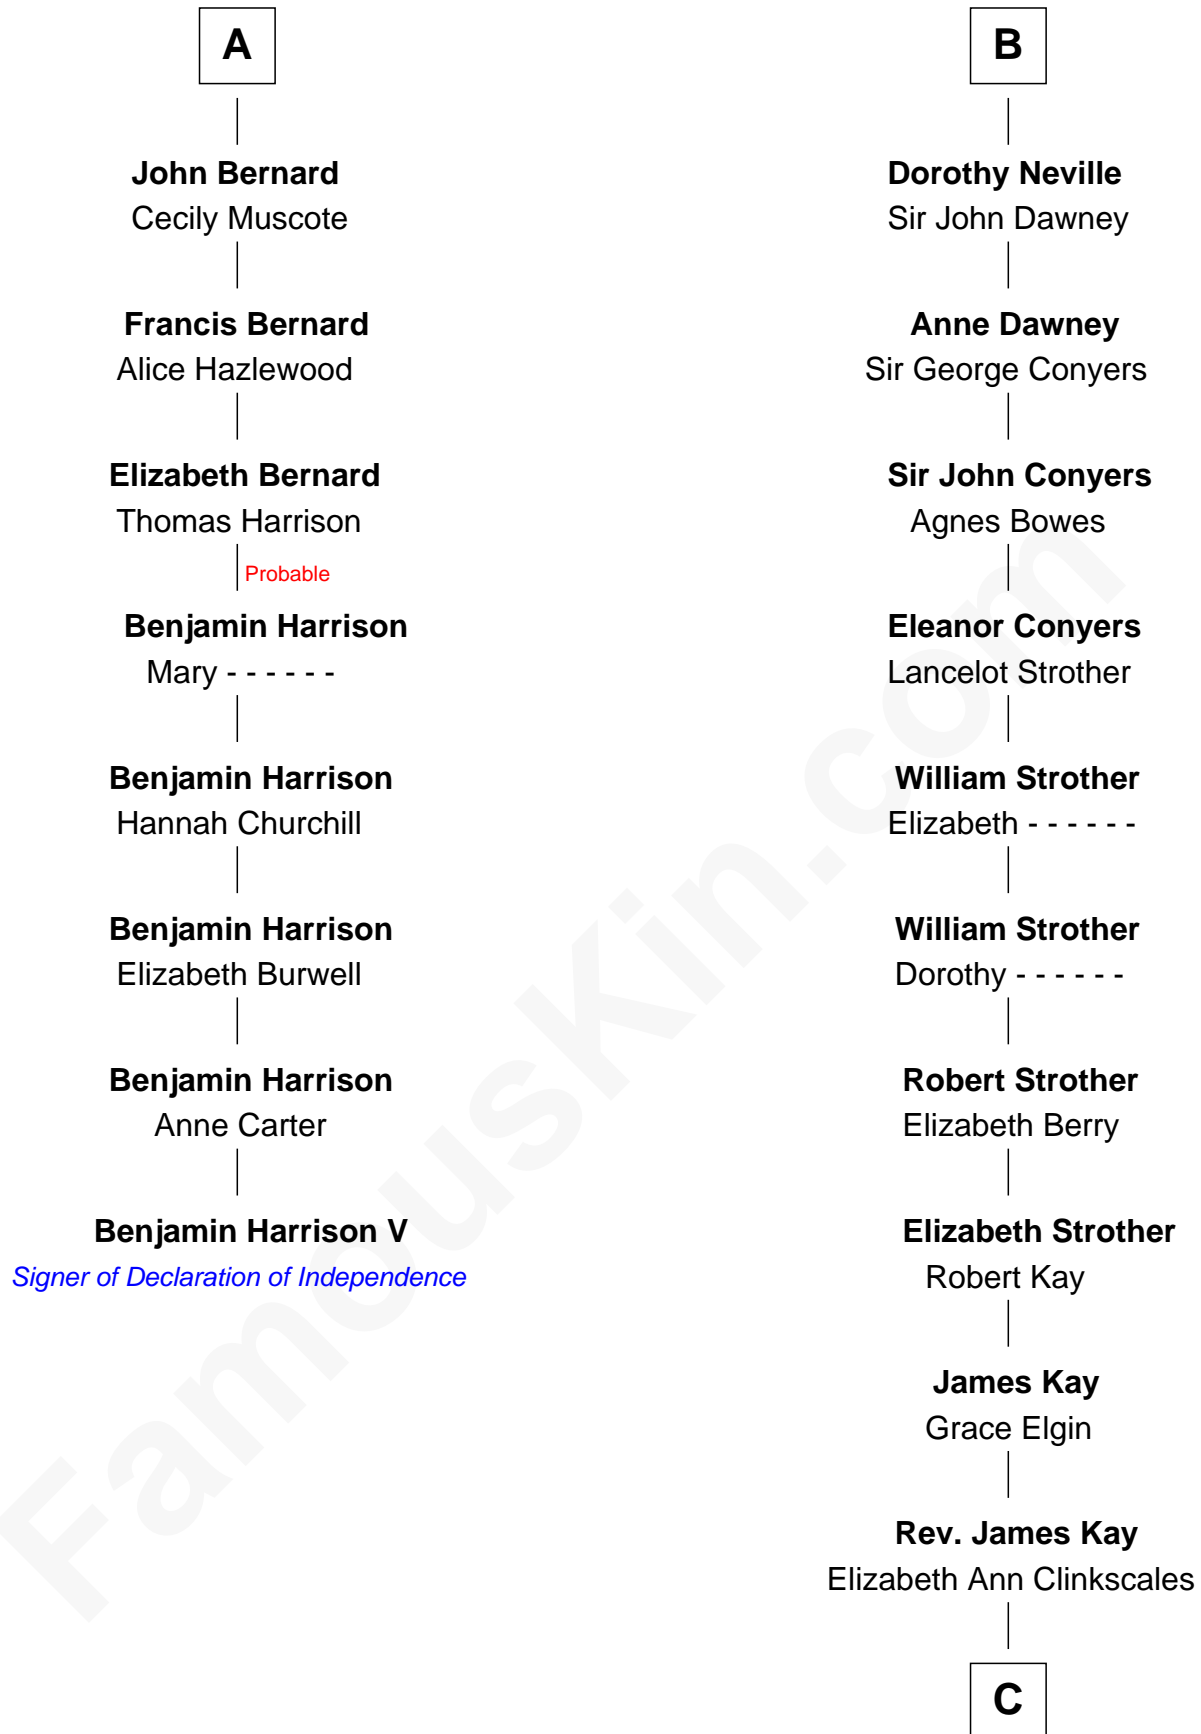 A
John Bernard
Cecily Muscote
Francis Bernard
Alice Hazlewood
Elizabeth Bernard
Thomas Harrison
Probable
Benjamin Harrison
Mary - - - - - -
Benjamin Harrison
Hannah Churchill
Benjamin Harrison
Elizabeth Burwell
Benjamin Harrison
Anne Carter
Benjamin Harrison V
Signer of Declaration of Independence
B
Dorothy Neville
Sir John Dawney
Anne Dawney
Sir George Conyers
Sir John Conyers
Agnes Bowes
Eleanor Conyers
Lancelot Strother
William Strother
Elizabeth - - - - - -
William Strother
Dorothy - - - - - -
Robert Strother
Elizabeth Berry
Elizabeth Strother
Robert Kay
James Kay
Grace Elgin
Rev. James Kay
Elizabeth Ann Clinkscales
C
FamousKin.com